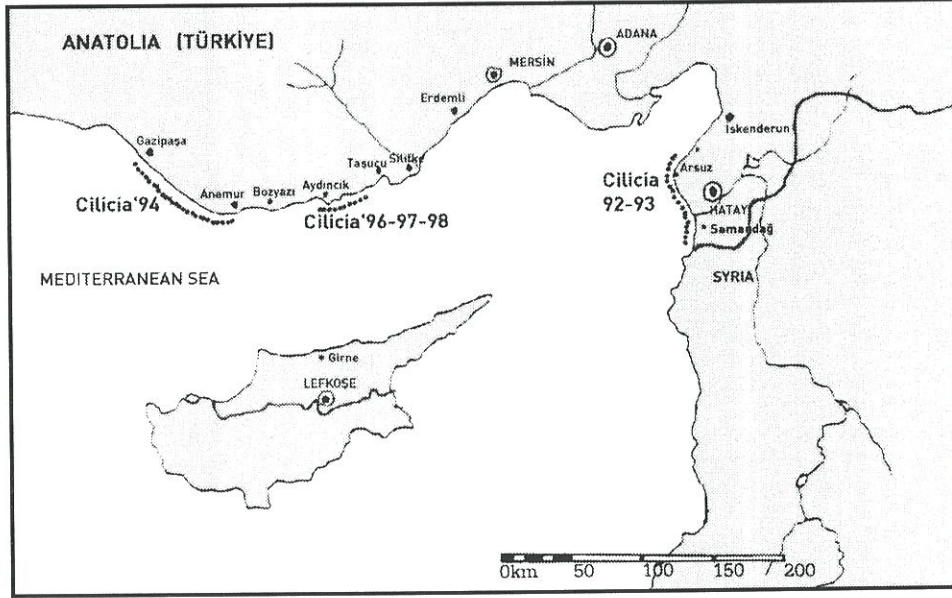 ANATOLIA (TÜRKİYE)
ADANA
MERSİN
Erdemli
İskenderun
Gazipaşa
Taşucu
Silifke
Arsuz
Anamur
Bozyazı
Aydıncık
Cilicia'94
Cilicia'96-97-98
Cilicia
92-93
HATAY
Samandağ
MEDITERRANEAN SEA
SYRIA
Girne
LEFKOŞE
0km 50 100 150 200